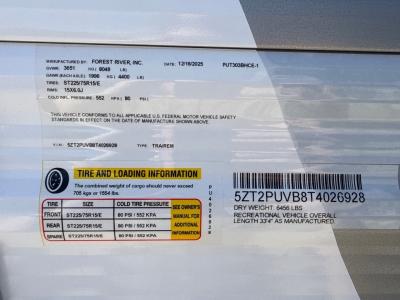 MANUFACTURED BY: FOREST RIVER, INC. 12/16/2025 PUT303BHCE-1
GVWR: 3651 KG.( 8049 LB)
GAWR (EACH AXLE) 1996 KG.( 4400 LB)
TIRES: ST225/75R15/E
RIMS: 15X6.0J
COLD INFL. PRESSURE: 552 KPA.( 80 PSI)
THIS VEHICLE CONFORMS TO ALL APPLICABLE U.S. FEDERAL MOTOR VEHICLE SAFETY
STANDARDS IN EFFECT ON THE DATE OF MANUFACTURE SHOWN ABOVE.
V.I.N.: 5ZT2PUVB8T4026928 TYPE: TRA/REM
TIRE AND LOADING INFORMATION
The combined weight of cargo should never exceed
705 kgs or 1554 lbs.
TIRE SIZE COLD TIRE PRESSURE
FRONT ST225/75R15/E 80 PSI / 552 KPA
REAR ST225/75R15/E 80 PSI / 552 KPA
SPARE ST225/75R15/E 80 PSI / 552 KPA
SEE OWNER'S
MANUAL FOR
ADDITIONAL
INFORMATION
PU4026928
5ZT2PUVB8T4026928
DRY WEIGHT: 6456 LBS
RECREATIONAL VEHICLE OVERALL
LENGTH 33'4" AS MANUFACTURED.